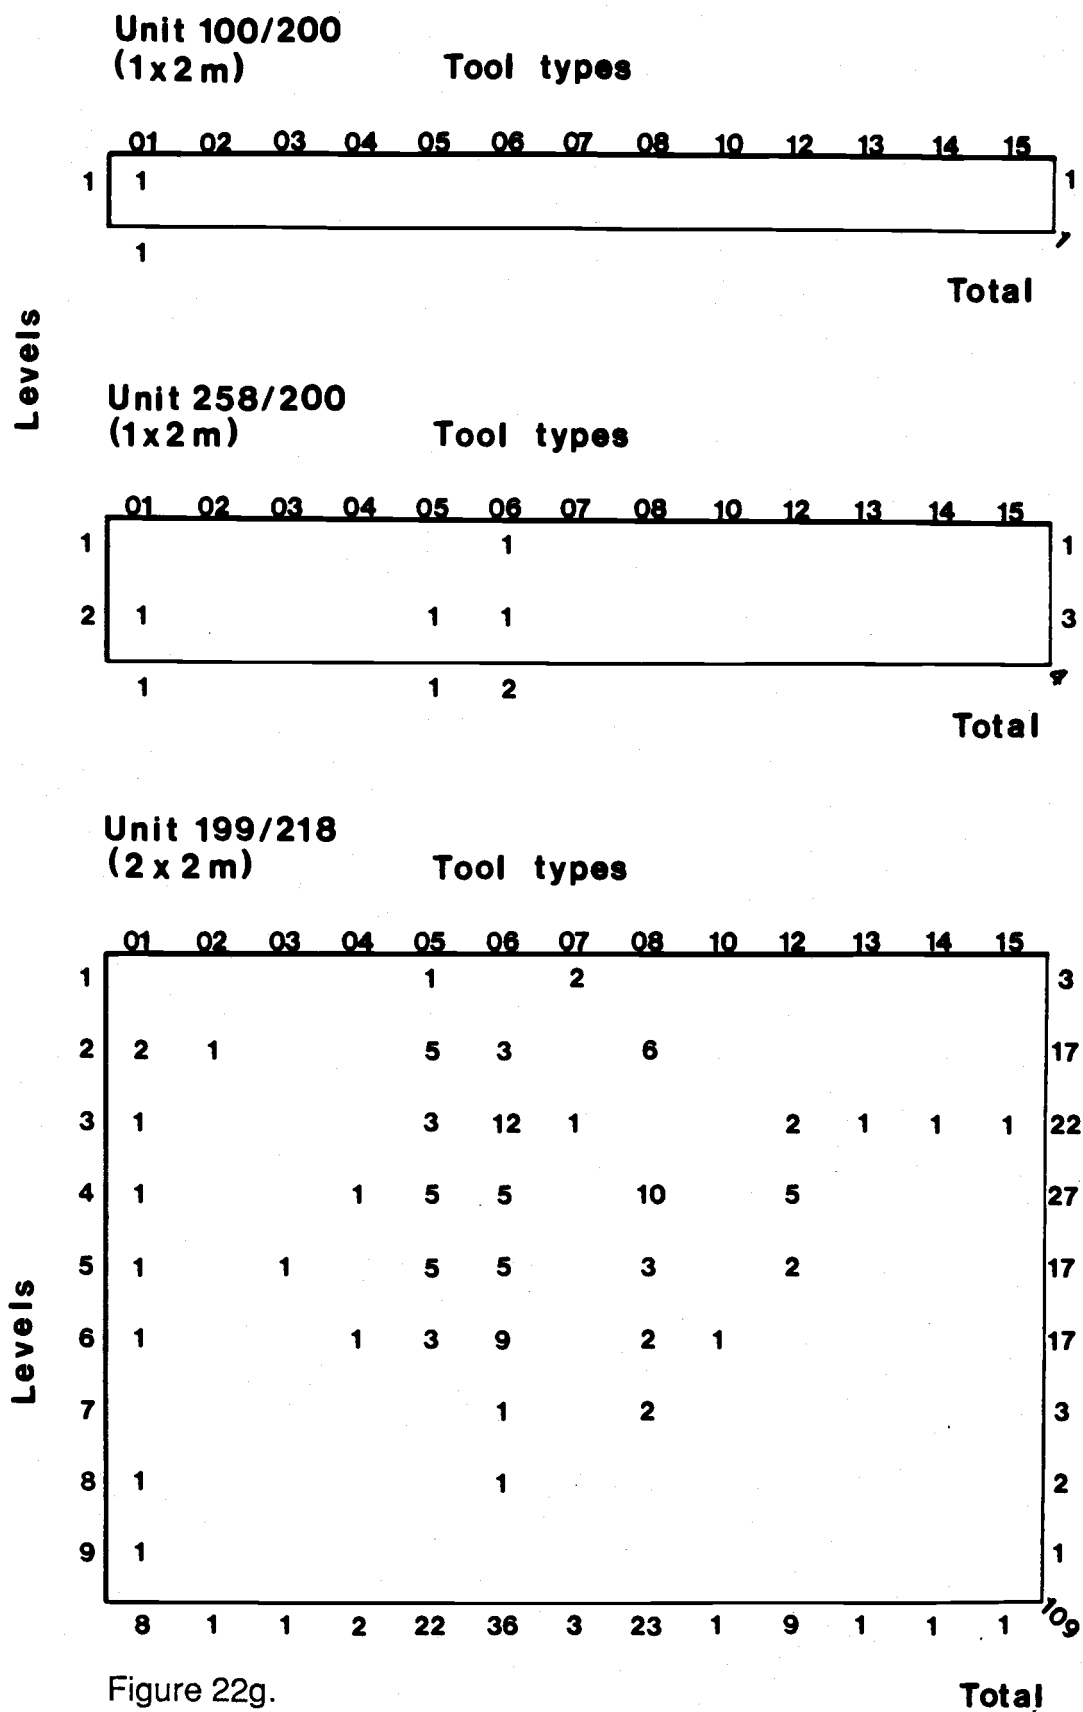 Unit 100/200
(1x2m) Tool types
01 02 03 04 05 06 07 08 10 12 13 14 15
1 1 1
1 1
Total
Levels
Unit 258/200
(1x2m) Tool types
01 02 03 04 05 06 07 08 10 12 13 14 15
1 1 1
2 1 1 1 3
1 1 2 4
Total
Unit 199/218
(2x2m) Tool types
01 02 03 04 05 06 07 08 10 12 13 14 15
1 1 2 3
2 2 1 5 3 6 17
3 1 3 12 1 2 1 1 1 22
4 1 1 5 5 10 5 27
5 1 1 5 5 3 2 17
Levels
6 1 1 3 9 2 1 17
7 1 2 3
8 1 1 2
9 1 1
8 1 1 2 22 36 3 23 1 9 1 1 1 109
Figure 22g.
Total